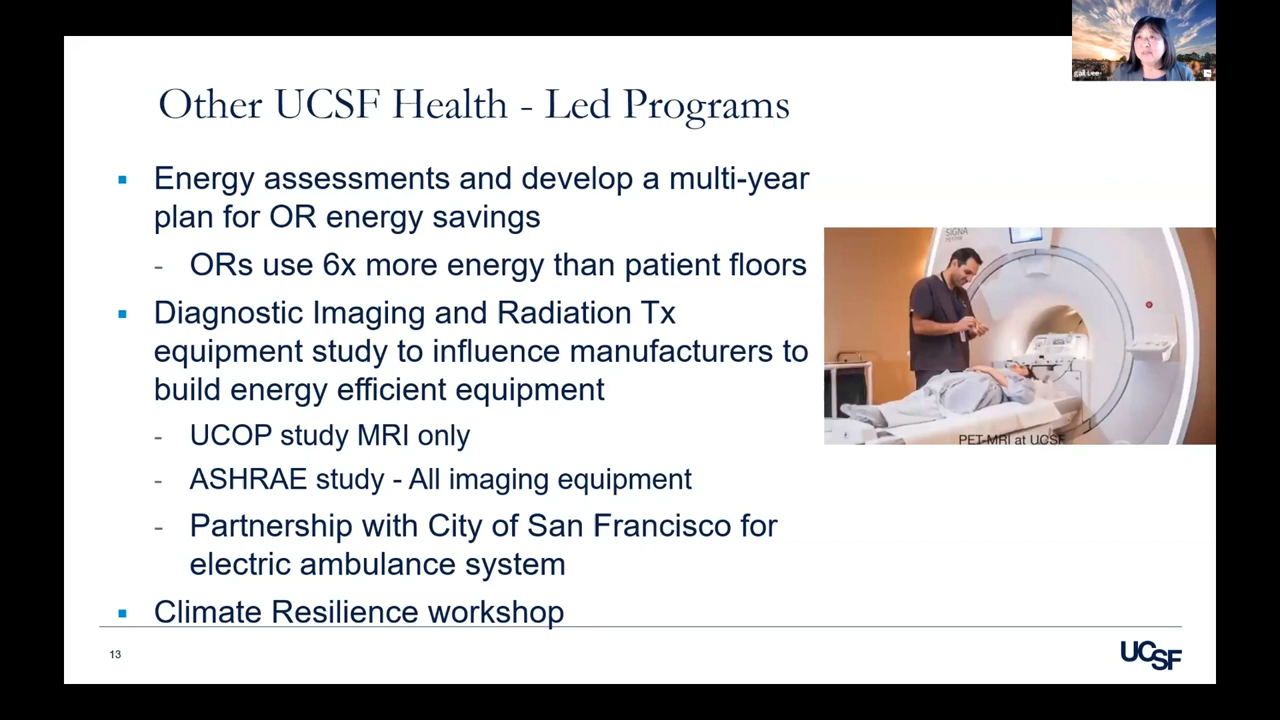 Gail Lee
Other UCSF Health - Led Programs
▪ Energy assessments and develop a multi-year
plan for OR energy savings
- ORs use 6x more energy than patient floors
▪ Diagnostic Imaging and Radiation Tx
equipment study to influence manufacturers to
build energy efficient equipment
- UCOP study MRI only
- ASHRAE study - All imaging equipment
- Partnership with City of San Francisco for
electric ambulance system
▪ Climate Resilience workshop
SIGNA
PET-MRI at UCSF
13
UCSF